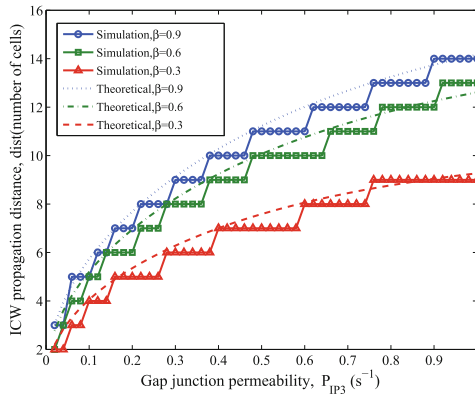 16
14
12
10
8
6
4
2
ICW propagation distance, dist(number of cells)
Simulation,β=0.9
Simulation,β=0.6
Simulation,β=0.3
Theoretical,β=0.9
Theoretical,β=0.6
Theoretical,β=0.3
0 0.1 0.2 0.3 0.4 0.5 0.6 0.7 0.8 0.9
Gap junction permeability, P_IP3 (s⁻¹)